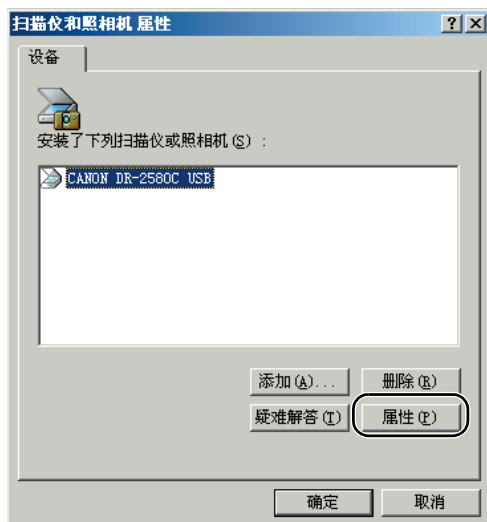 扫描仪和照相机 属性
设备
安装了下列扫描仪或照相机(S):
CANON DR-2580C USB
添加(A)... 删除(R)
疑难解答(T) 属性(P)
确定 取消